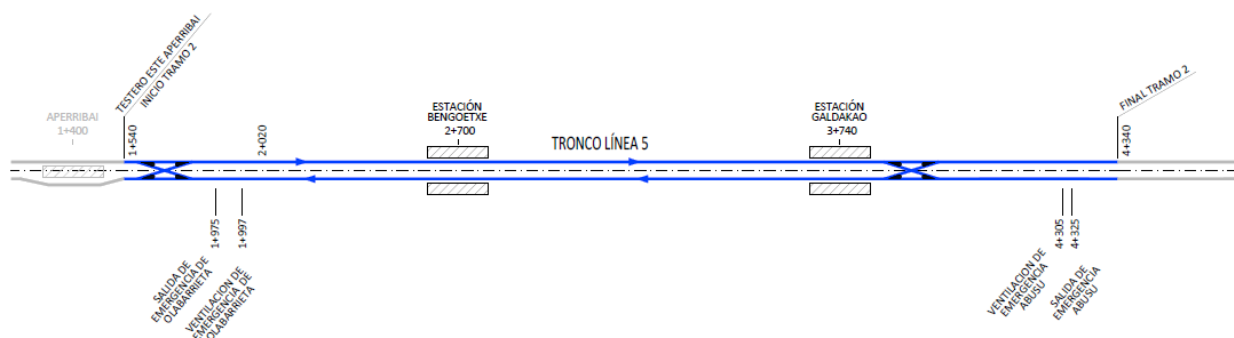 APERRIBAI
1+400
TESTERO ESTE APERRIBAI
INICIO TRAMO 2
1+540
2+020
ESTACIÓN
BENGOETXE
2+700
TRONCO LÍNEA 5
ESTACIÓN
GALDAKAO
3+740
FINAL TRAMO 2
4+340
1+975
1+997
SALIDA DE
EMERGENCIA DE
OLABARRIETA
VENTILACION DE
EMERGENCIA DE
OLABARRIETA
4+305
4+325
VENTILACION DE
EMERGENCIA
ABUSU
SALIDA DE
EMERGENCIA
ABUSU